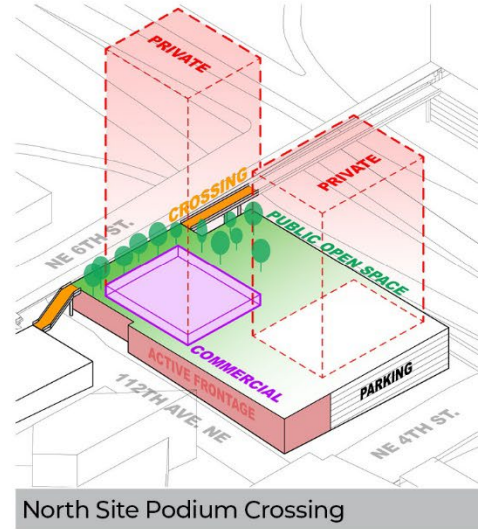 PRIVATE
PRIVATE
CROSSING
NE 6TH ST.
PUBLIC OPEN SPACE
COMMERCIAL
ACTIVE FRONTAGE
PARKING
112TH AVE. NE
NE 4TH ST.
North Site Podium Crossing